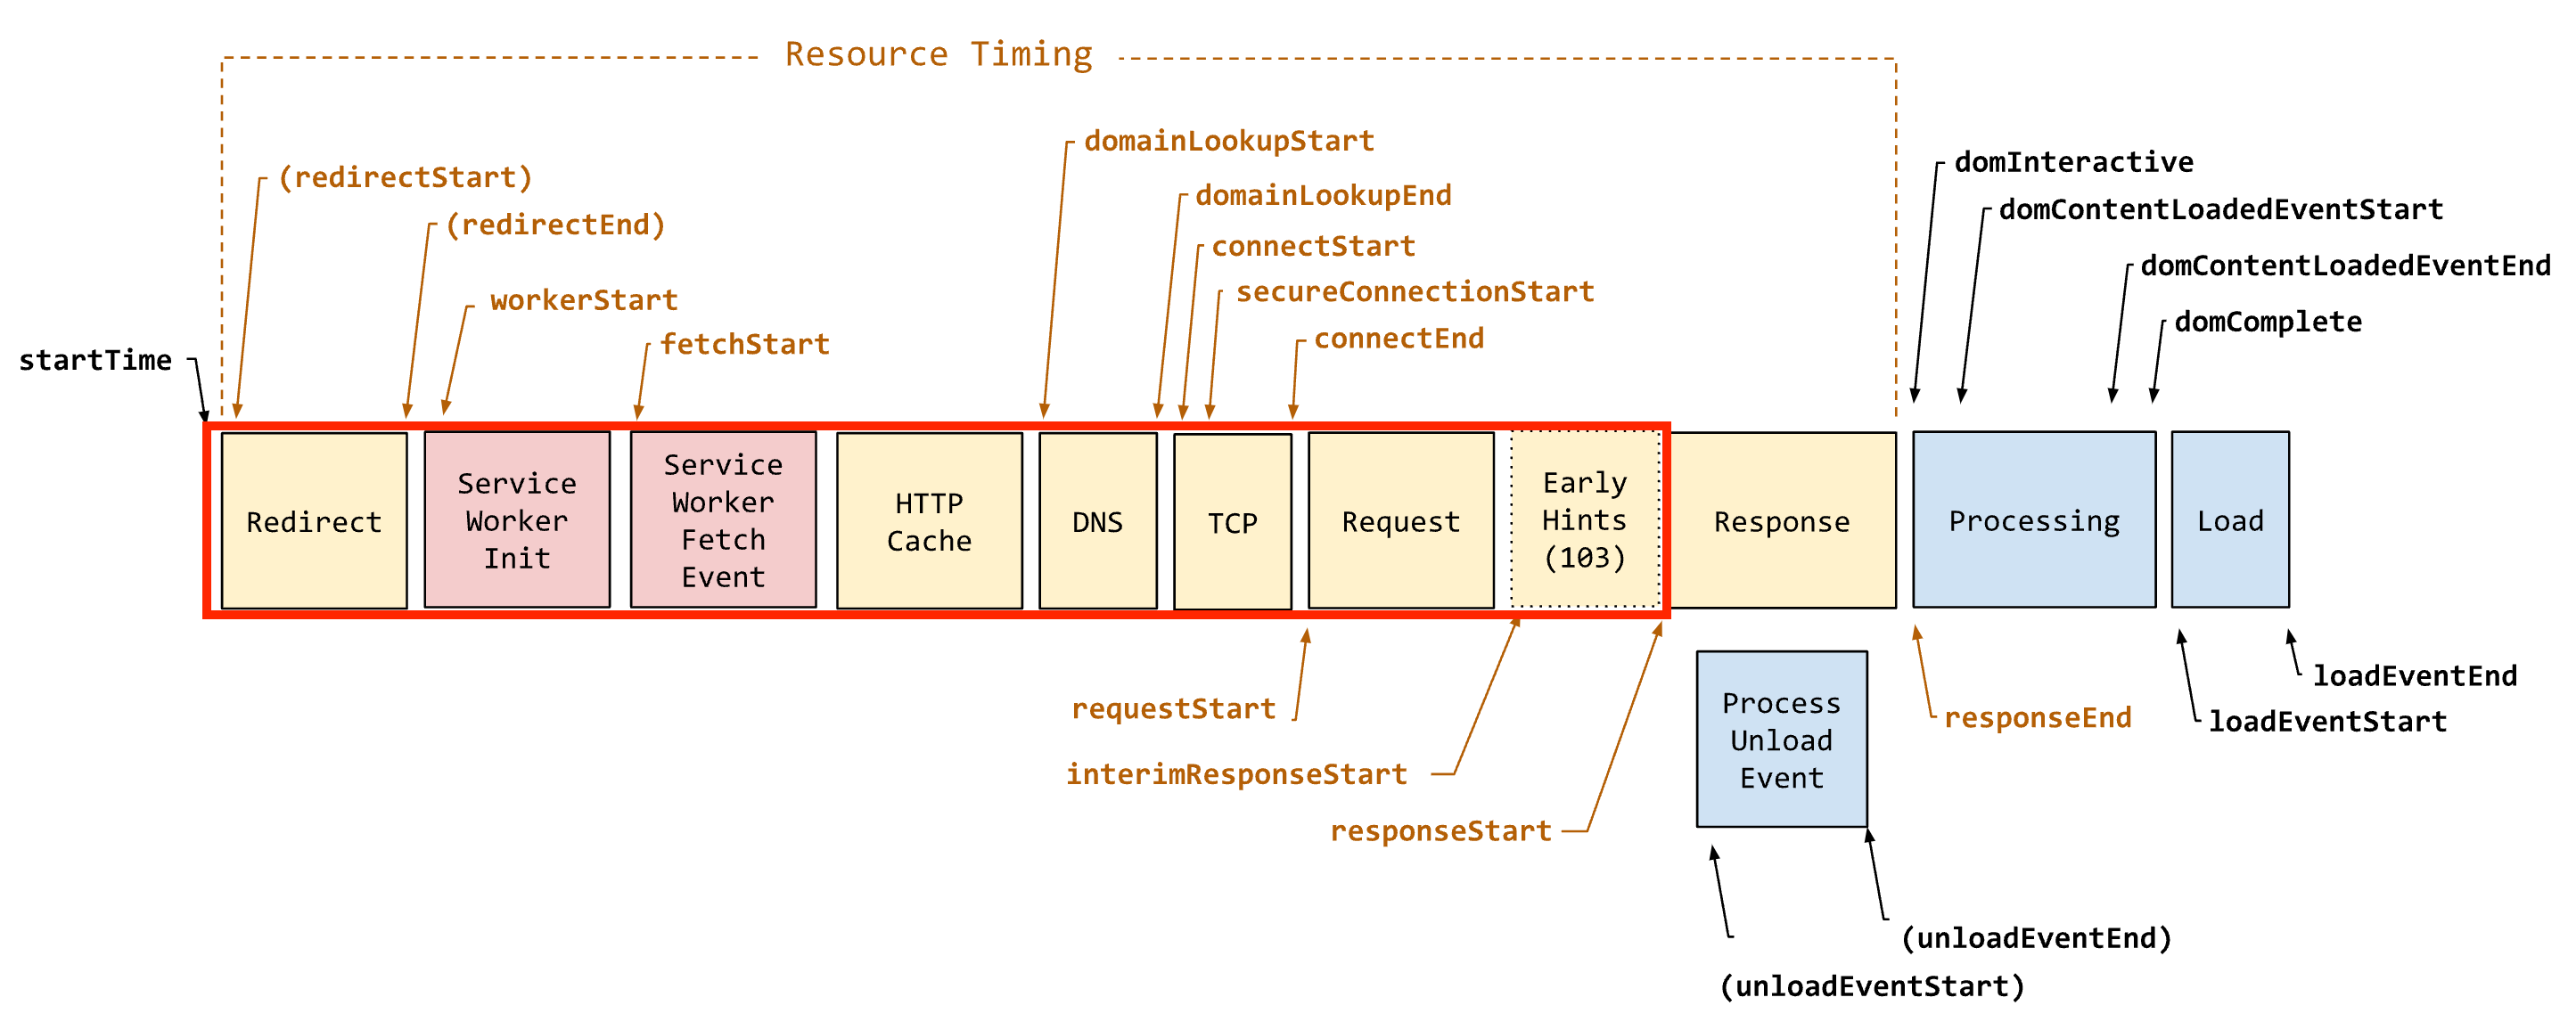 Resource Timing
domainLookupStart
domInteractive
(redirectStart)
domainLookupEnd
domContentLoadedEventStart
(redirectEnd)
connectStart
domContentLoadedEventEnd
workerStart
secureConnectionStart
domComplete
fetchStart
connectEnd
startTime
Redirect
Service
Worker
Init
Service
Worker
Fetch
Event
HTTP
Cache
DNS
TCP
Request
Early
Hints
(103)
Response
Processing
Load
requestStart
interimResponseStart
responseStart
Process
Unload
Event
responseEnd
loadEventEnd
loadEventStart
(unloadEventEnd)
(unloadEventStart)